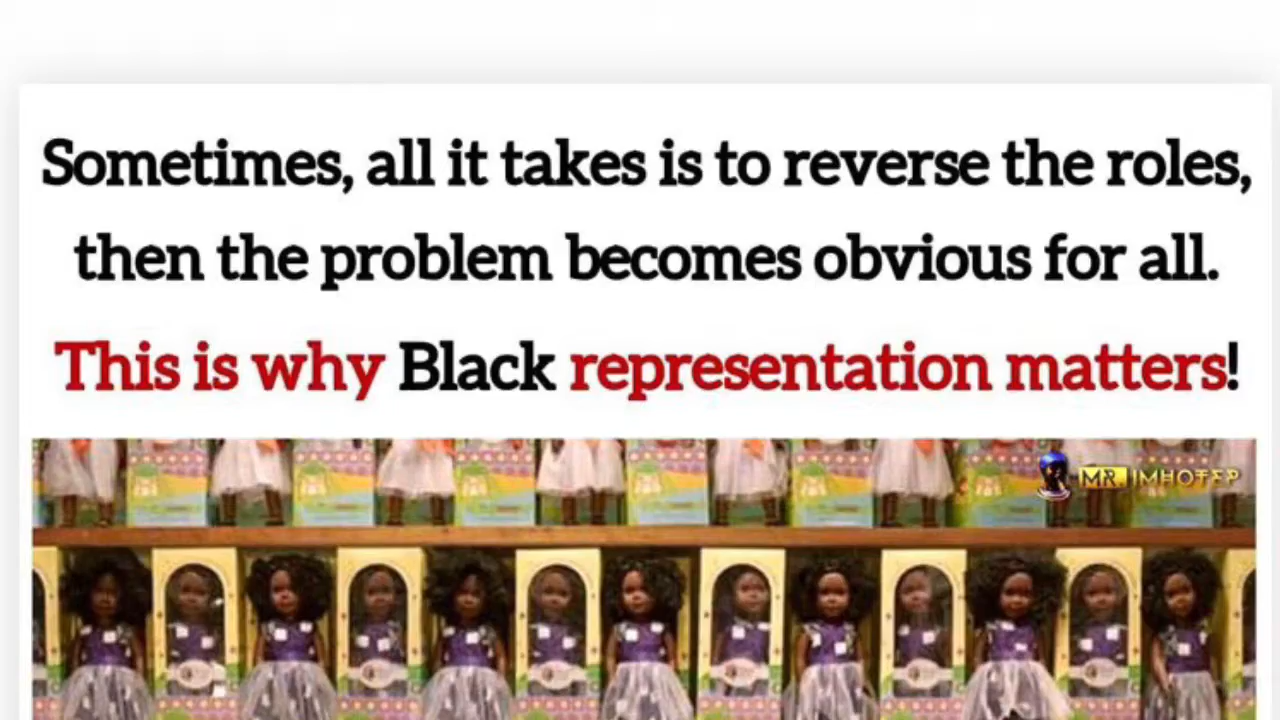 Sometimes, all it takes is to reverse the roles,
then the problem becomes obvious for all.
This is why Black representation matters!
MR. IMHOTEP